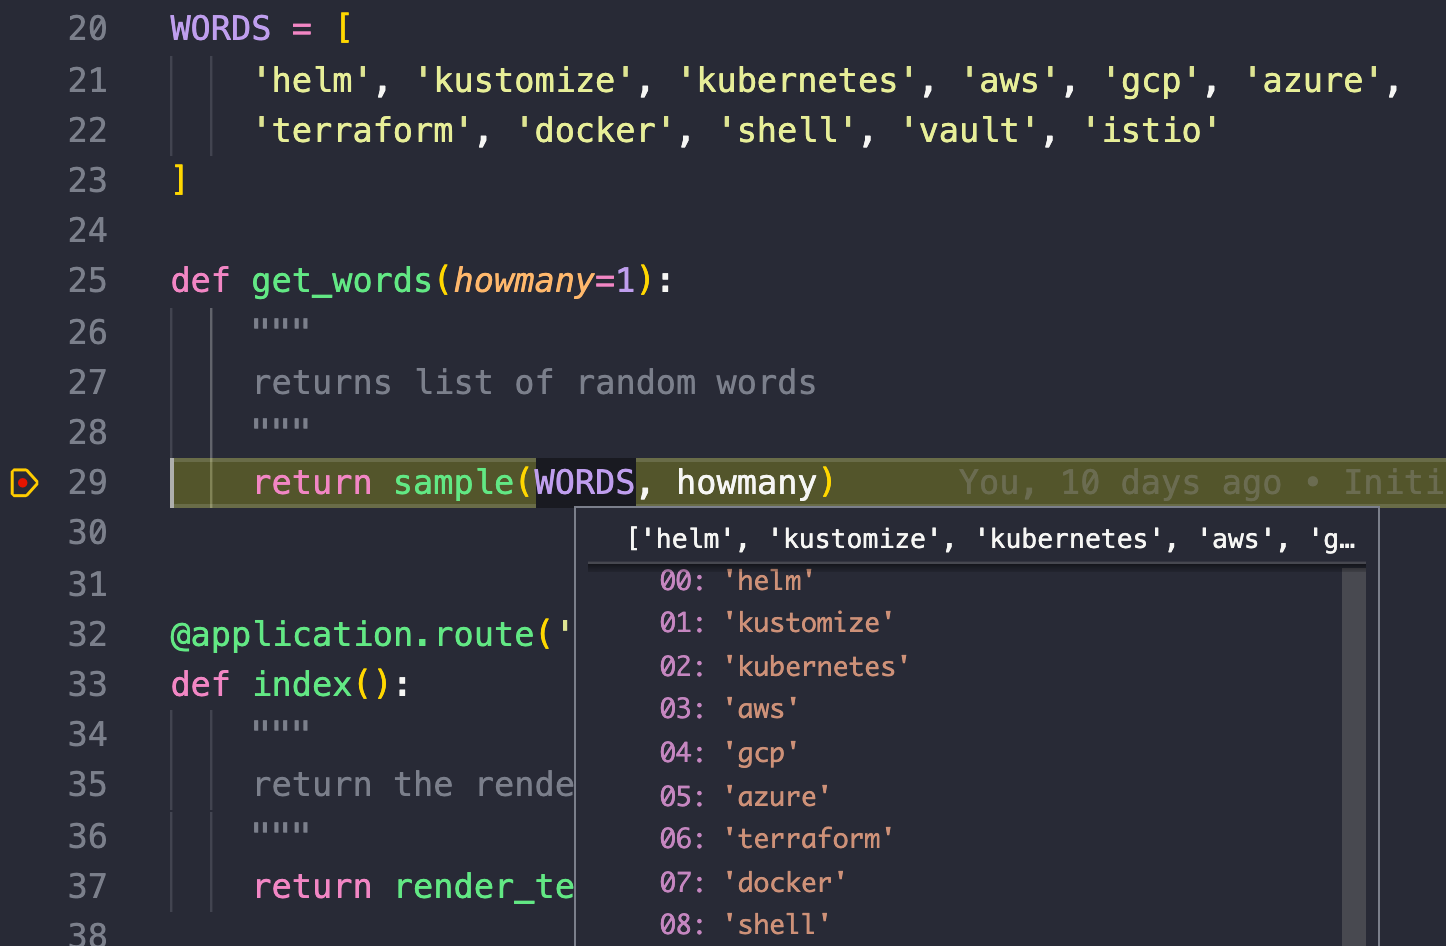 20 WORDS = [
21 'helm', 'kustomize', 'kubernetes', 'aws', 'gcp', 'azure',
22 'terraform', 'docker', 'shell', 'vault', 'istio'
23 ]
24
25 def get_words(howmany=1):
26 """
27 returns list of random words
28 """
29 return sample(WORDS, howmany) You, 10 days ago • Initi
30
31
32 @application.route('
33 def index():
34 """
35 return the rende
36 """
37 return render_te
38
['helm', 'kustomize', 'kubernetes', 'aws', 'g…
00: 'helm'
01: 'kustomize'
02: 'kubernetes'
03: 'aws'
04: 'gcp'
05: 'azure'
06: 'terraform'
07: 'docker'
08: 'shell'